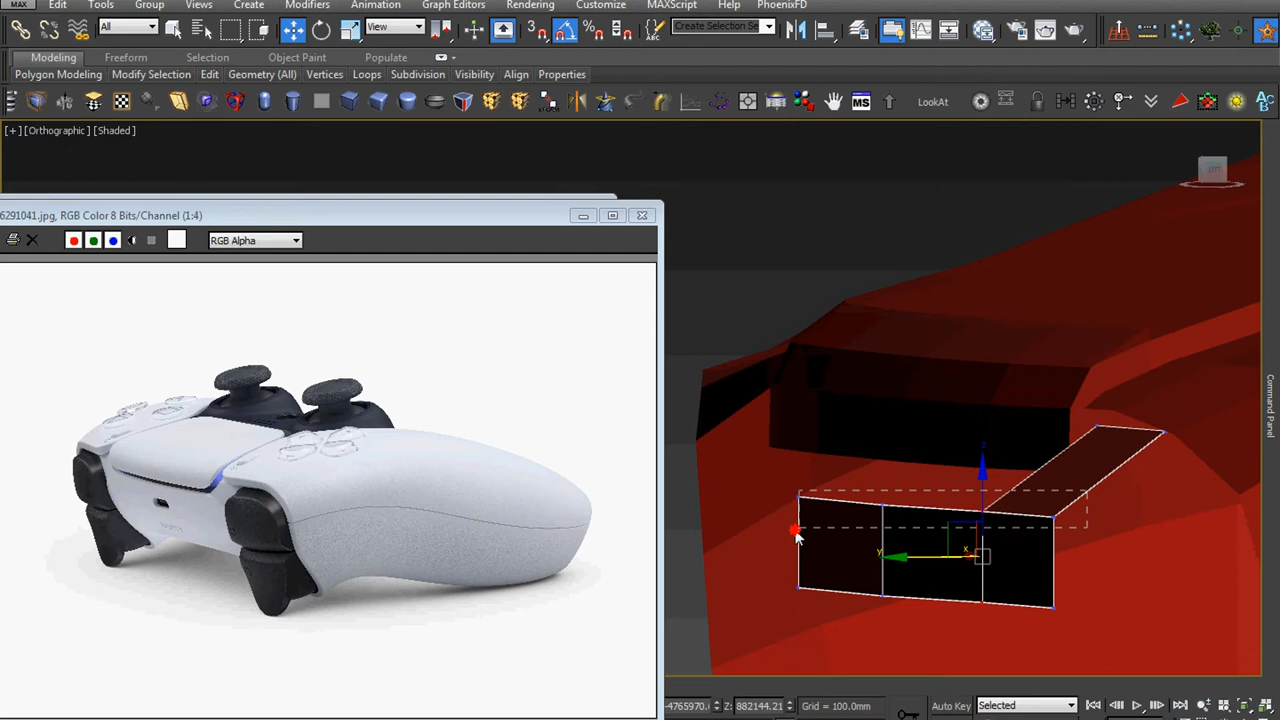 MAX Edit Tools Group Views Create Modifiers Animation Graph Editors Rendering Customize MAXScript Help PhoenixFD
All View 3 % Create Selection Se
Modeling Freeform Selection Object Paint Populate
Polygon Modeling Modify Selection Edit Geometry (All) Vertices Loops Subdivision Visibility Align Properties
MS LookAt
[+] [Orthographic] [Shaded]
6291041.jpg, RGB Color 8 Bits/Channel (1:4)
RGB Alpha
z
y x
Command Panel
-4765970. Z: 882144.21 Grid = 100.0mm Auto Key Selected